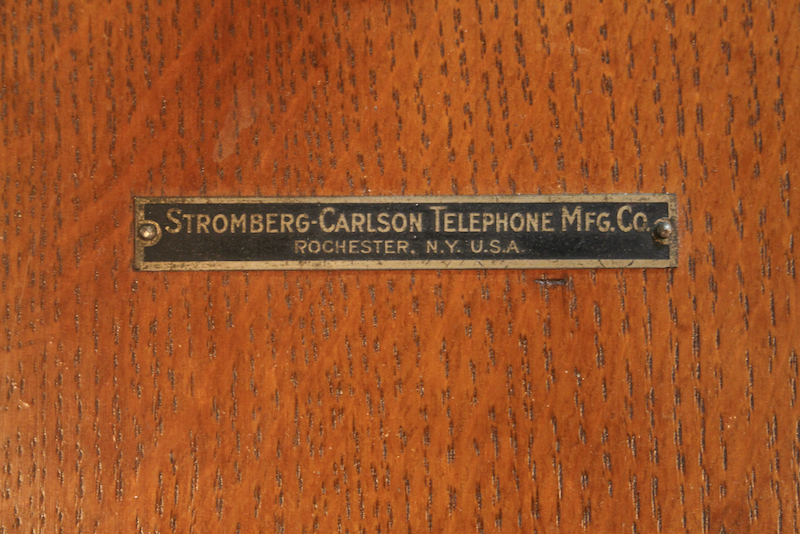 STROMBERG-CARLSON TELEPHONE MFG. CO.
ROCHESTER, N.Y. U.S.A.